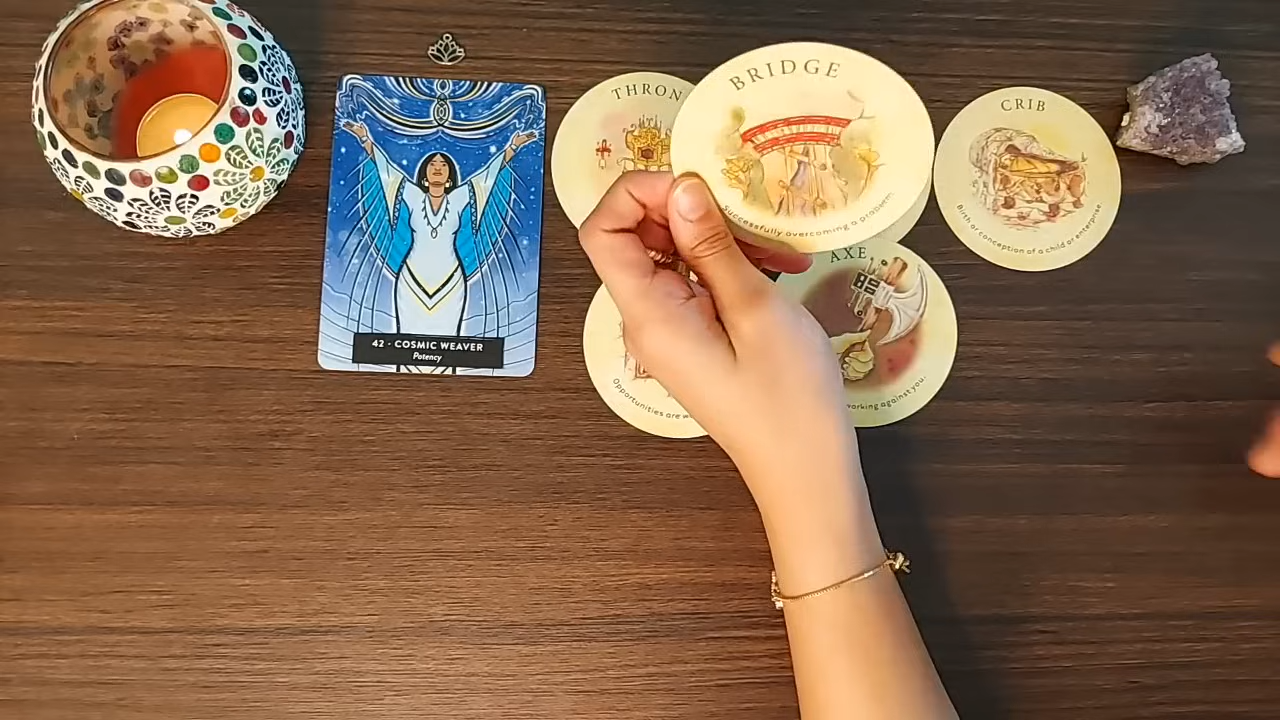 BRIDGE
Successfully overcoming a problem.
THRON
CRIB
Birth or conception of a child or enterprise
AXE
working against you.
Opportunities are
42 - COSMIC WEAVER
Potency